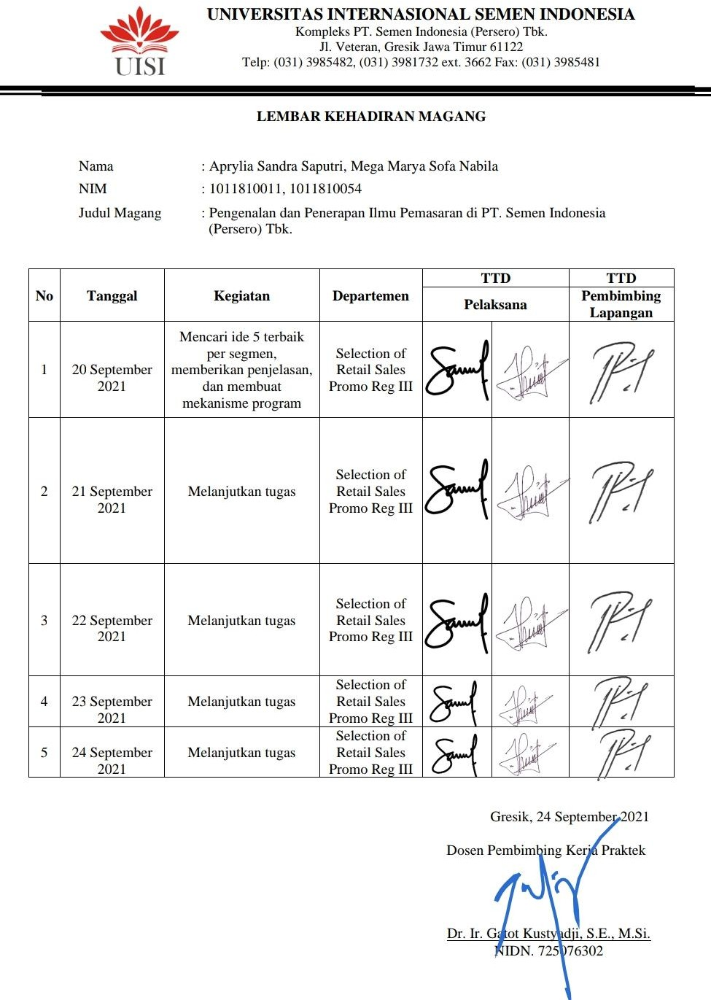 UISI
UNIVERSITAS INTERNASIONAL SEMEN INDONESIA
Kompleks PT. Semen Indonesia (Persero) Tbk.
Jl. Veteran, Gresik Jawa Timur 61122
Telp: (031) 3985482, (031) 3981732 ext. 3662 Fax: (031) 3985481
LEMBAR KEHADIRAN MAGANG
Nama : Aprylia Sandra Saputri, Mega Marya Sofa Nabila
NIM : 1011810011, 1011810054
Judul Magang : Pengenalan dan Penerapan Ilmu Pemasaran di PT. Semen Indonesia
(Persero) Tbk.
No Tanggal Kegiatan Departemen TTD Pelaksana TTD Pembimbing Lapangan
1 20 September 2021 Mencari ide 5 terbaik per segmen, memberikan penjelasan, dan membuat mekanisme program Selection of Retail Sales Promo Reg III
2 21 September 2021 Melanjutkan tugas Selection of Retail Sales Promo Reg III
3 22 September 2021 Melanjutkan tugas Selection of Retail Sales Promo Reg III
4 23 September 2021 Melanjutkan tugas Selection of Retail Sales Promo Reg III
5 24 September 2021 Melanjutkan tugas Selection of Retail Sales Promo Reg III
Gresik, 24 September 2021
Dosen Pembimbing Kerja Praktek
Dr. Ir. Gatot Kustyadji, S.E., M.Si.
NIDN. 725076302